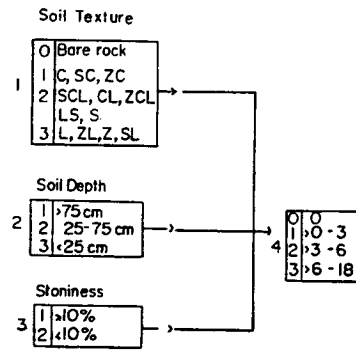 Soil Texture
0 Bare rock
1 C, SC, ZC
2 SCL, CL, ZCL
LS, S
3 L, ZL, Z, SL
1
Soil Depth
1 >75 cm
2 25-75 cm
3 <25 cm
2
Stoniness
1 ≥10%
2 <10%
3
0 0
1 >0 - 3
2 >3 - 6
3 >6 - 18
4